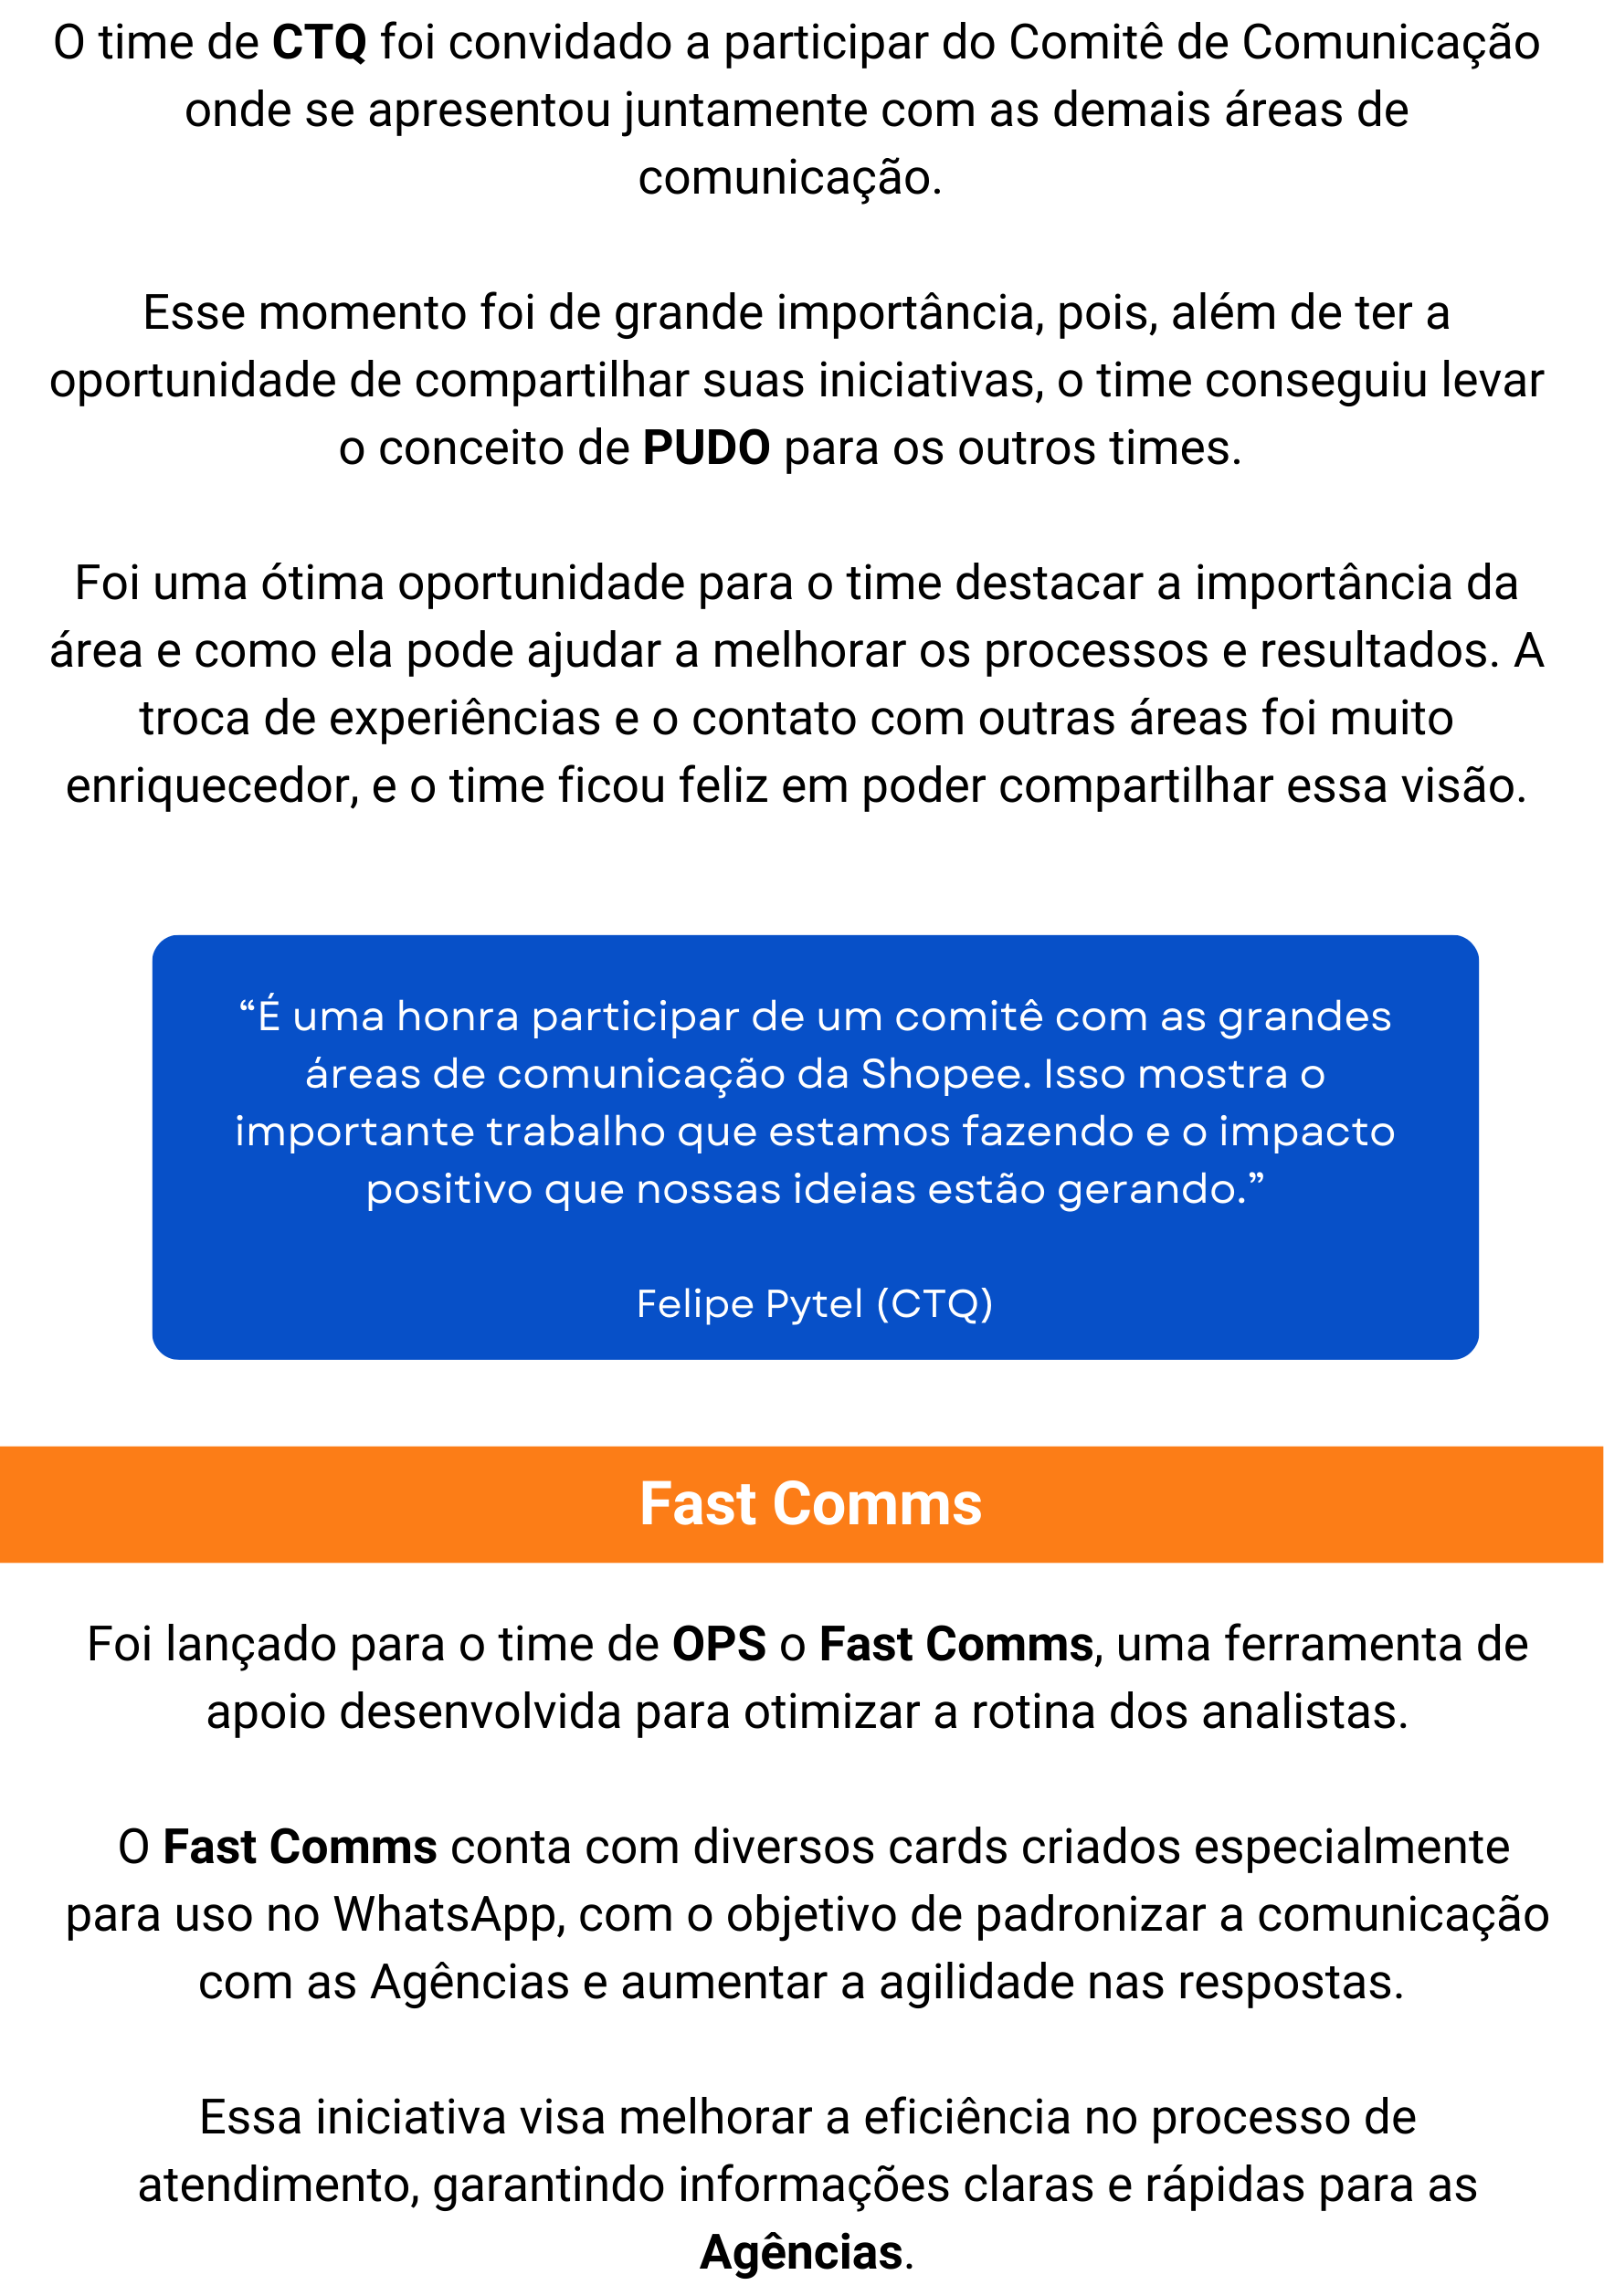 O time de CTQ foi convidado a participar do Comitê de Comunicação
onde se apresentou juntamente com as demais áreas de
comunicação.
Esse momento foi de grande importância, pois, além de ter a
oportunidade de compartilhar suas iniciativas, o time conseguiu levar
o conceito de PUDO para os outros times.
Foi uma ótima oportunidade para o time destacar a importância da
área e como ela pode ajudar a melhorar os processos e resultados. A
troca de experiências e o contato com outras áreas foi muito
enriquecedor, e o time ficou feliz em poder compartilhar essa visão.
“É uma honra participar de um comitê com as grandes
áreas de comunicação da Shopee. Isso mostra o
importante trabalho que estamos fazendo e o impacto
positivo que nossas ideias estão gerando.”
Felipe Pytel (CTQ)
Fast Comms
Foi lançado para o time de OPS o Fast Comms, uma ferramenta de
apoio desenvolvida para otimizar a rotina dos analistas.
O Fast Comms conta com diversos cards criados especialmente
para uso no WhatsApp, com o objetivo de padronizar a comunicação
com as Agências e aumentar a agilidade nas respostas.
Essa iniciativa visa melhorar a eficiência no processo de
atendimento, garantindo informações claras e rápidas para as
Agências.